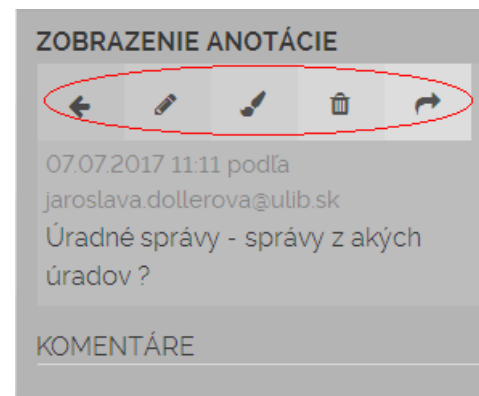 ZOBRAZENIE ANOTÁCIE
07.07.2017 11:11 podľa
jaroslava.dollerova@ulib.sk
Úradné správy - správy z akých
úradov ?
KOMENTÁRE